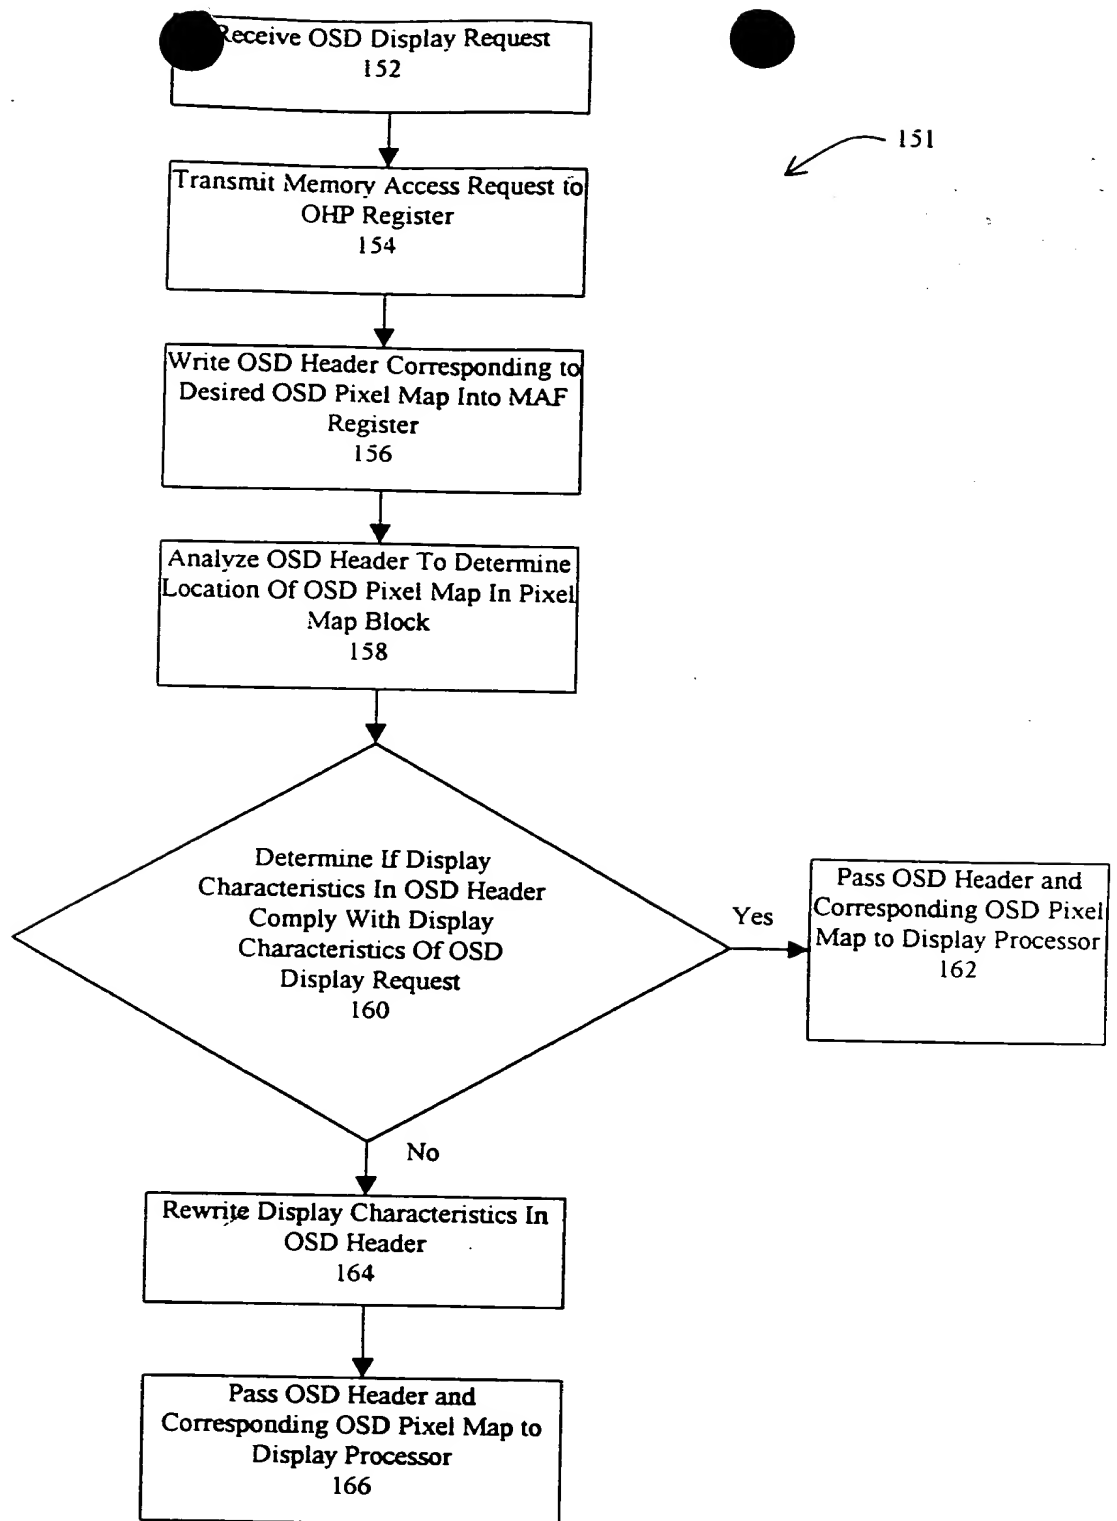 Receive OSD Display Request
152
151
Transmit Memory Access Request to
OHP Register
154
Write OSD Header Corresponding to
Desired OSD Pixel Map Into MAF
Register
156
Analyze OSD Header To Determine
Location Of OSD Pixel Map In Pixel
Map Block
158
Determine If Display
Characteristics In OSD Header
Comply With Display
Characteristics Of OSD
Display Request
160
Yes
Pass OSD Header and
Corresponding OSD Pixel
Map to Display Processor
162
No
Rewrite Display Characteristics In
OSD Header
164
Pass OSD Header and
Corresponding OSD Pixel Map to
Display Processor
166